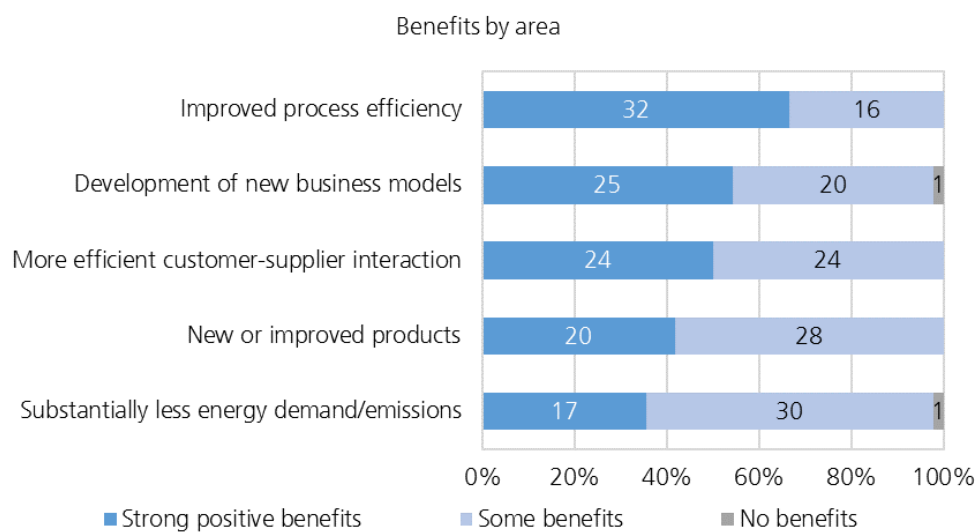 Benefits by area
Improved process efficiency 32 16
Development of new business models 25 20 1
More efficient customer-supplier interaction 24 24
New or improved products 20 28
Substantially less energy demand/emissions 17 30 1
0% 20% 40% 60% 80% 100%
Strong positive benefits Some benefits No benefits